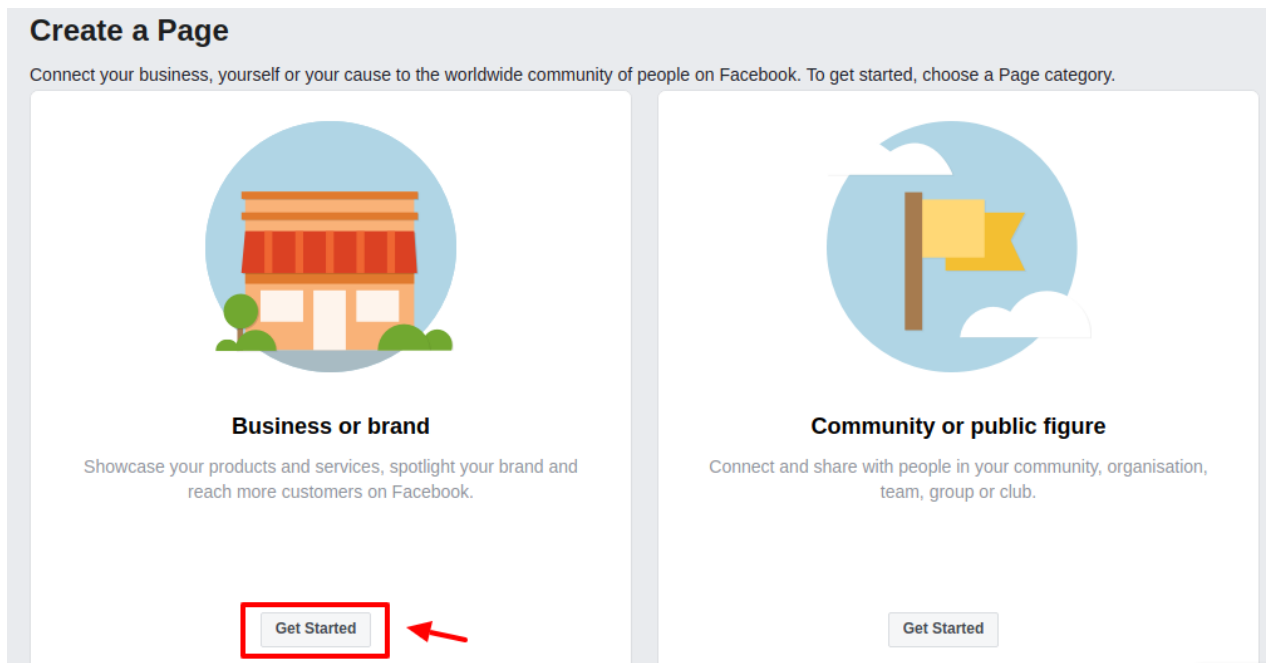 Create a Page
Connect your business, yourself or your cause to the worldwide community of people on Facebook. To get started, choose a Page category.
Business or brand
Showcase your products and services, spotlight your brand and
reach more customers on Facebook.
Get Started
Community or public figure
Connect and share with people in your community, organisation,
team, group or club.
Get Started